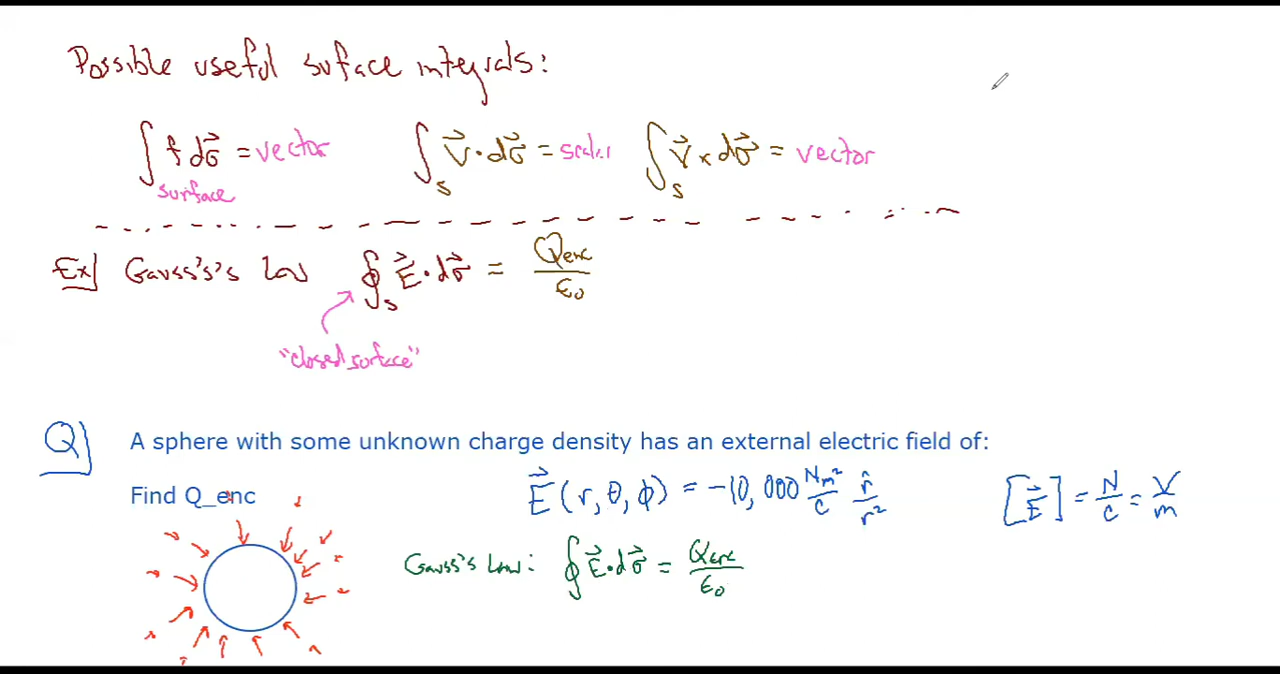 Possible useful suface integrals:
∫ f dσ⃗ = vector
surface
∫ V⃗ · dσ⃗ = scalar
S
∫ V⃗ x dσ⃗ = vector
S
Ex] Gauss's's Law ∮ E⃗ · dσ⃗ = Qenc / ε₀
S
"closed surface"
Q] A sphere with some unknown charge density has an external electric field of:
Find Q_enc
E⃗ (r, θ, ϕ) = -10,000 Nm²/C r̂/r²
[E⃗] = N/C = V/m
Gauss's Law: ∮ E⃗ · dσ⃗ = Qenc / ε₀